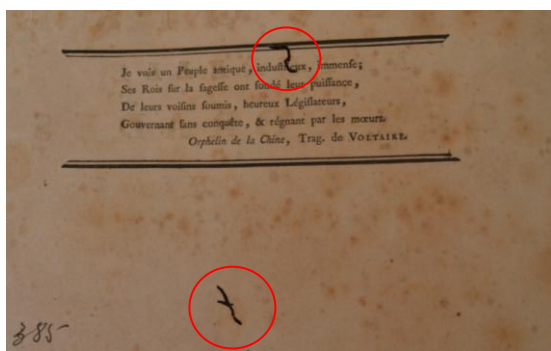 Je vois un Peuple antique, industrieux, immense;
Ses Rois sur la sagesse ont fondé leur puissance,
De leurs voisins soumis, heureux Législateurs,
Gouvernant sans conquête, & régnant par les mœurs.
Orphelin de la Chine, Trag. de VOLTAIRE.
385